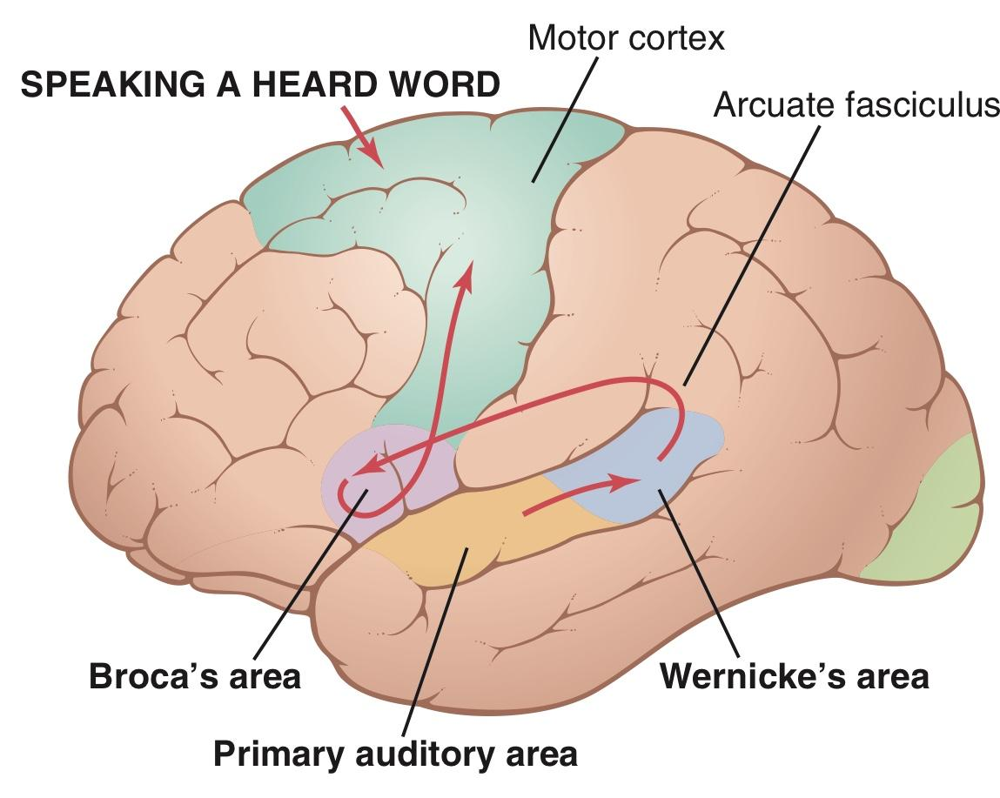 Motor cortex
SPEAKING A HEARD WORD
Arcuate fasciculus
Broca's area
Wernicke's area
Primary auditory area